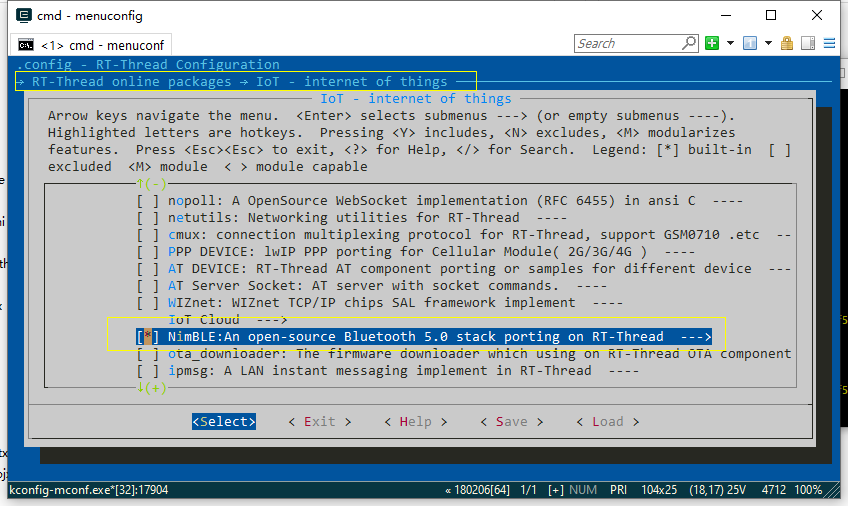 cmd - menuconfig
<1> cmd - menuconf
Search
.config - RT-Thread Configuration
→ RT-Thread online packages → IoT - internet of things
IoT - internet of things
Arrow keys navigate the menu.  <Enter> selects submenus ---> (or empty submenus ----).
Highlighted letters are hotkeys.  Pressing <Y> includes, <N> excludes, <M> modularizes
features.  Press <Esc><Esc> to exit, <?> for Help, </> for Search.  Legend: [*] built-in  [ ]
excluded  <M> module  < > module capable
↑(-)
[ ] nopoll: A OpenSource WebSocket implementation (RFC 6455) in ansi C  ----
[ ] netutils: Networking utilities for RT-Thread  ----
[ ] cmux: connection multiplexing protocol for RT-Thread, support GSM0710 .etc  --
[ ] PPP DEVICE: lwIP PPP porting for Cellular Module( 2G/3G/4G )  ----
[ ] AT DEVICE: RT-Thread AT component porting or samples for different device  ---
[ ] AT Server Socket: AT server with socket commands.  ----
[ ] WIZnet: WIZnet TCP/IP chips SAL framework implement  ----
IoT Cloud  --->
[*] NimBLE:An open-source Bluetooth 5.0 stack porting on RT-Thread  --->
[ ] ota_downloader: The firmware downloader which using on RT-Thread OTA component
[ ] ipmsg: A LAN instant messaging implement in RT-Thread  ----
↓(+)
<Select>    < Exit >    < Help >    < Save >    < Load >
kconfig-mconf.exe*[32]:17904    « 180206[64]  1/1  [+] NUM  PRI  104x25  (18,17) 25V  4712  100%